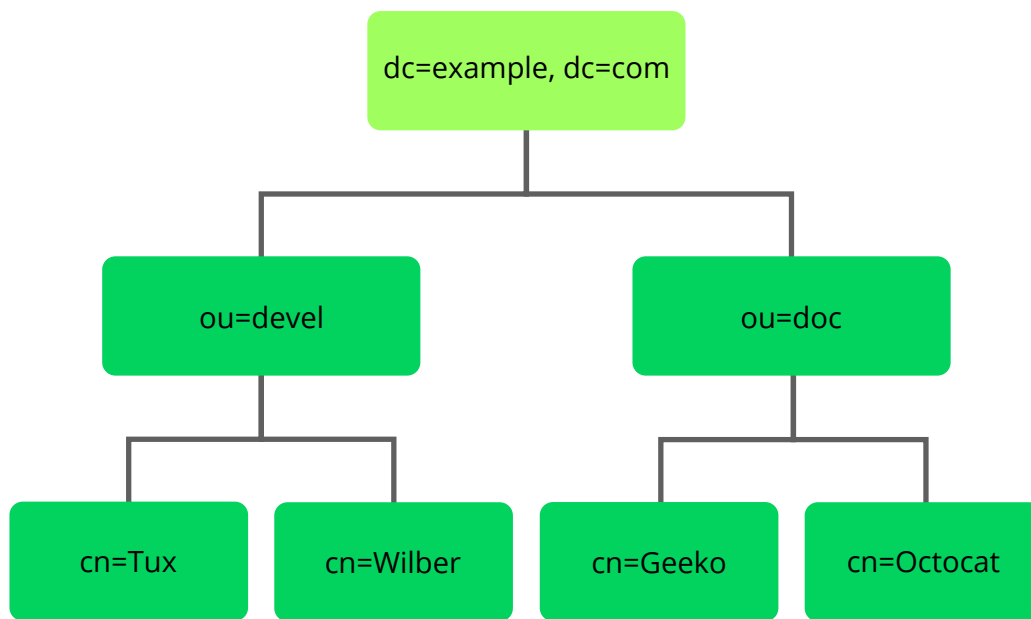 dc=example, dc=com
ou=devel
ou=doc
cn=Tux
cn=Wilber
cn=Geeko
cn=Octocat